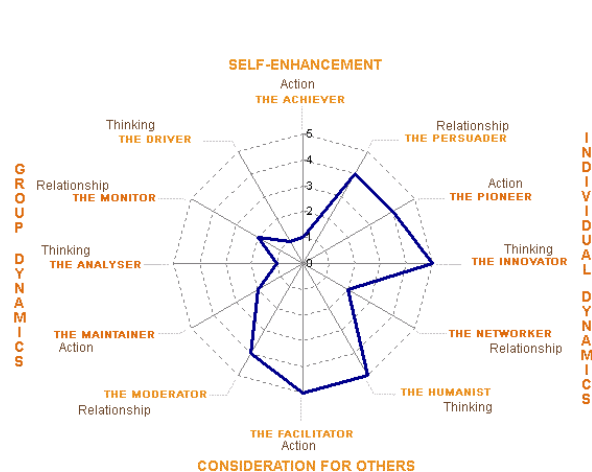 SELF-ENHANCEMENT
Action
THE ACHIEVER
Thinking
THE DRIVER
Relationship
THE PERSUADER
Relationship
THE MONITOR
Action
THE PIONEER
Thinking
THE ANALYSER
Thinking
THE INNOVATOR
THE MAINTAINER
Action
THE NETWORKER
Relationship
THE MODERATOR
Relationship
THE HUMANIST
Thinking
THE FACILITATOR
Action
CONSIDERATION FOR OTHERS
GROUP DYNAMICS
INDIVIDUAL DYNAMICS
5
4
3
2
1
0